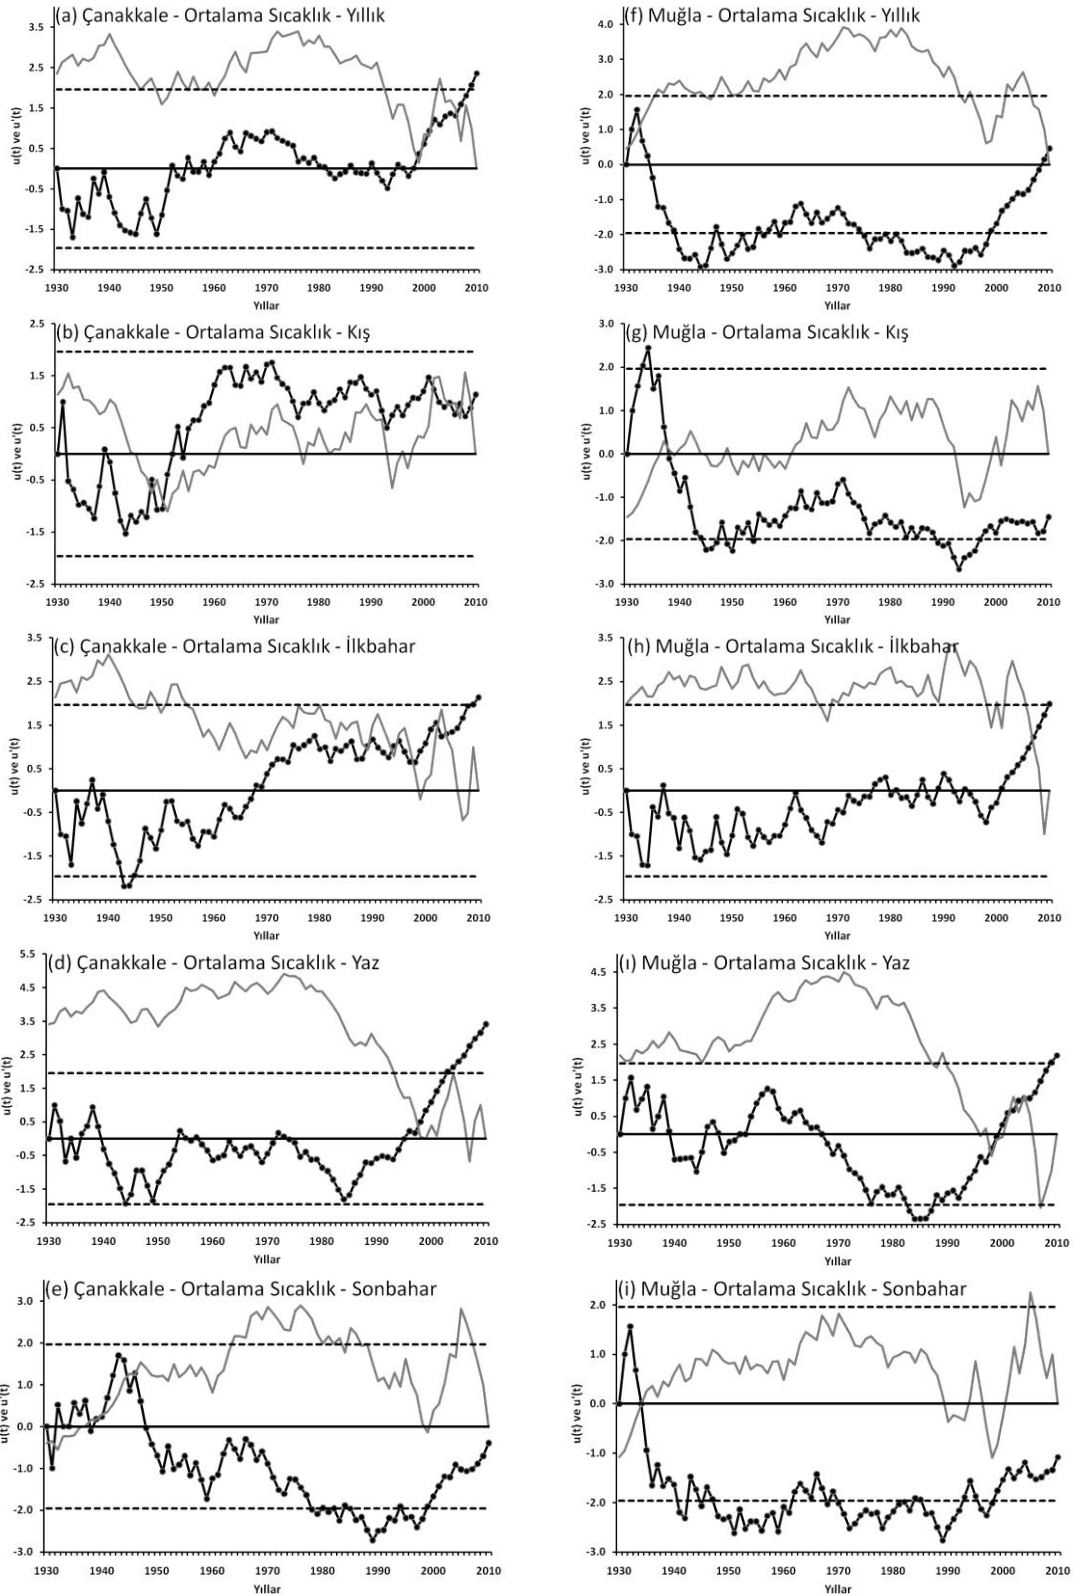 (a) Çanakkale - Ortalama Sıcaklık - Yıllık
3.5
2.5
1.5
0.5
-0.5
-1.5
-2.5
u(t) ve u'(t)
1930 1940 1950 1960 1970 1980 1990 2000 2010
Yıllar
(f) Muğla - Ortalama Sıcaklık - Yıllık
4.0
3.0
2.0
1.0
0.0
-1.0
-2.0
-3.0
u(t) ve u'(t)
1930 1940 1950 1960 1970 1980 1990 2000 2010
Yıllar
(b) Çanakkale - Ortalama Sıcaklık - Kış
2.5
1.5
0.5
-0.5
-1.5
-2.5
u(t) ve u'(t)
1930 1940 1950 1960 1970 1980 1990 2000 2010
Yıllar
(g) Muğla - Ortalama Sıcaklık - Kış
3.0
2.0
1.0
0.0
-1.0
-2.0
-3.0
u(t) ve u'(t)
1930 1940 1950 1960 1970 1980 1990 2000 2010
Yıllar
(c) Çanakkale - Ortalama Sıcaklık - İlkbahar
3.5
2.5
1.5
0.5
-0.5
-1.5
-2.5
u(t) ve u'(t)
1930 1940 1950 1960 1970 1980 1990 2000 2010
Yıllar
(h) Muğla - Ortalama Sıcaklık - İlkbahar
3.5
2.5
1.5
0.5
-0.5
-1.5
-2.5
u(t) ve u'(t)
1930 1940 1950 1960 1970 1980 1990 2000 2010
Yıllar
(d) Çanakkale - Ortalama Sıcaklık - Yaz
5.5
4.5
3.5
2.5
1.5
0.5
-0.5
-1.5
-2.5
u(t) ve u'(t)
1930 1940 1950 1960 1970 1980 1990 2000 2010
Yıllar
(ı) Muğla - Ortalama Sıcaklık - Yaz
4.5
3.5
2.5
1.5
0.5
-0.5
-1.5
-2.5
u(t) ve u'(t)
1930 1940 1950 1960 1970 1980 1990 2000 2010
Yıllar
(e) Çanakkale - Ortalama Sıcaklık - Sonbahar
3.0
2.0
1.0
0.0
-1.0
-2.0
-3.0
u(t) ve u'(t)
1930 1940 1950 1960 1970 1980 1990 2000 2010
Yıllar
(i) Muğla - Ortalama Sıcaklık - Sonbahar
2.0
1.0
0.0
-1.0
-2.0
-3.0
u(t) ve u'(t)
1930 1940 1950 1960 1970 1980 1990 2000 2010
Yıllar